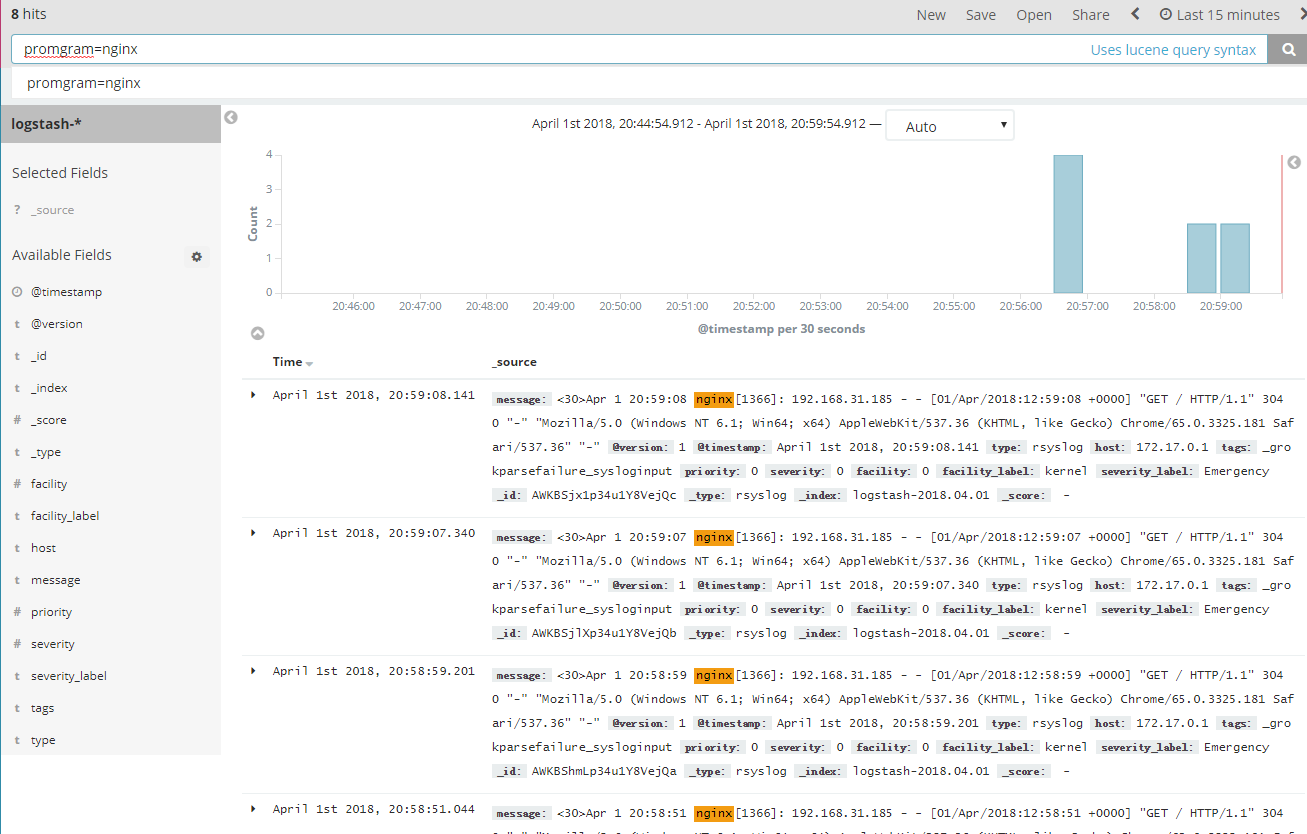 8 hits
New Save Open Share Last 15 minutes
promgram=nginx Uses lucene query syntax
promgram=nginx
logstash-*
April 1st 2018, 20:44:54.912 - April 1st 2018, 20:59:54.912 — Auto
Selected Fields
? _source
Available Fields
@timestamp
t @version
t _id
t _index
# _score
t _type
# facility
t facility_label
t host
t message
# priority
# severity
t severity_label
t tags
t type
4
3
2
1
0
Count
20:46:00 20:47:00 20:48:00 20:49:00 20:50:00 20:51:00 20:52:00 20:53:00 20:54:00 20:55:00 20:56:00 20:57:00 20:58:00 20:59:00
@timestamp per 30 seconds
Time _source
April 1st 2018, 20:59:08.141 message: <30>Apr 1 20:59:08 nginx[1366]: 192.168.31.185 - - [01/Apr/2018:12:59:08 +0000] "GET / HTTP/1.1" 304
0 "-" "Mozilla/5.0 (Windows NT 6.1; Win64; x64) AppleWebKit/537.36 (KHTML, like Gecko) Chrome/65.0.3325.181 Saf
ari/537.36" "-" @version: 1 @timestamp: April 1st 2018, 20:59:08.141 type: rsyslog host: 172.17.0.1 tags: _gro
kparsefailure_sysloginput priority: 0 severity: 0 facility: 0 facility_label: kernel severity_label: Emergency
_id: AWKBSjx1p34u1Y8VejQc _type: rsyslog _index: logstash-2018.04.01 _score: -
April 1st 2018, 20:59:07.340 message: <30>Apr 1 20:59:07 nginx[1366]: 192.168.31.185 - - [01/Apr/2018:12:59:07 +0000] "GET / HTTP/1.1" 304
0 "-" "Mozilla/5.0 (Windows NT 6.1; Win64; x64) AppleWebKit/537.36 (KHTML, like Gecko) Chrome/65.0.3325.181 Saf
ari/537.36" "-" @version: 1 @timestamp: April 1st 2018, 20:59:07.340 type: rsyslog host: 172.17.0.1 tags: _gro
kparsefailure_sysloginput priority: 0 severity: 0 facility: 0 facility_label: kernel severity_label: Emergency
_id: AWKBSjlXp34u1Y8VejQb _type: rsyslog _index: logstash-2018.04.01 _score: -
April 1st 2018, 20:58:59.201 message: <30>Apr 1 20:58:59 nginx[1366]: 192.168.31.185 - - [01/Apr/2018:12:58:59 +0000] "GET / HTTP/1.1" 304
0 "-" "Mozilla/5.0 (Windows NT 6.1; Win64; x64) AppleWebKit/537.36 (KHTML, like Gecko) Chrome/65.0.3325.181 Saf
ari/537.36" "-" @version: 1 @timestamp: April 1st 2018, 20:58:59.201 type: rsyslog host: 172.17.0.1 tags: _gro
kparsefailure_sysloginput priority: 0 severity: 0 facility: 0 facility_label: kernel severity_label: Emergency
_id: AWKBShmLp34u1Y8VejQa _type: rsyslog _index: logstash-2018.04.01 _score: -
April 1st 2018, 20:58:51.044 message: <30>Apr 1 20:58:51 nginx[1366]: 192.168.31.185 - - [01/Apr/2018:12:58:51 +0000] "GET / HTTP/1.1" 304